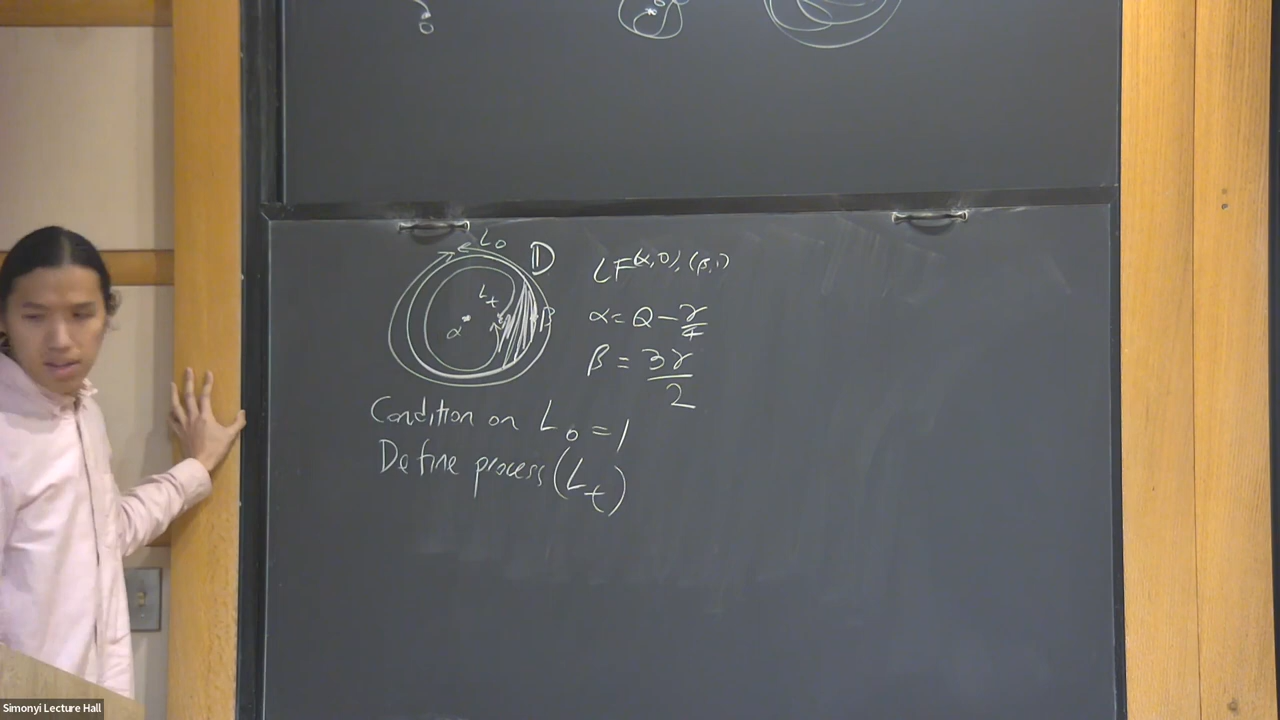 L₀
𝔻
LF^{(α,0),(β,1)}
L_t
α
β
α = Q − γ/4
β = 3γ/2
Condition on L₀ = 1
Define process (L_t)
Simonyi Lecture Hall